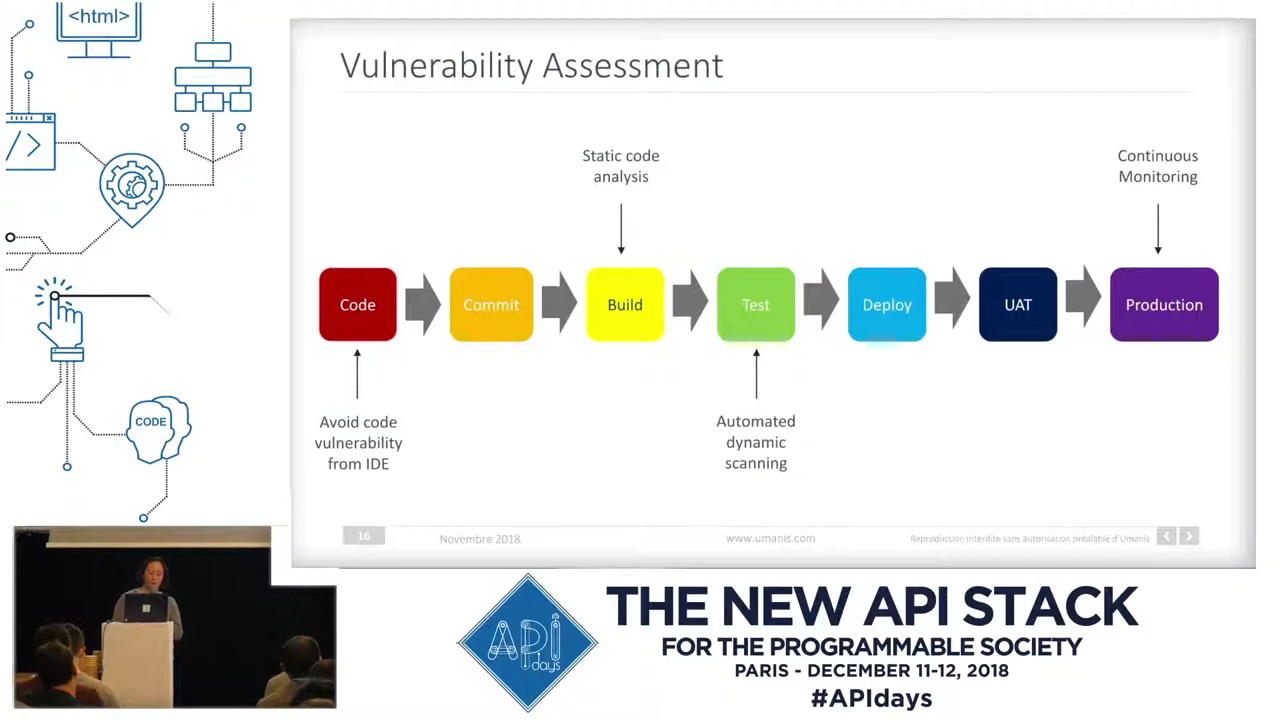 <html>
</>
CODE
Vulnerability Assessment
Static code
analysis
Continuous
Monitoring
Code
Commit
Build
Test
Deploy
UAT
Production
Avoid code
vulnerability
from IDE
Automated
dynamic
scanning
16
Novembre 2018
www.umanis.com
Reproduction interdite sans autorisation préalable d'Umanis
API
days
THE NEW API STACK
FOR THE PROGRAMMABLE SOCIETY
PARIS - DECEMBER 11-12, 2018
#APIdays